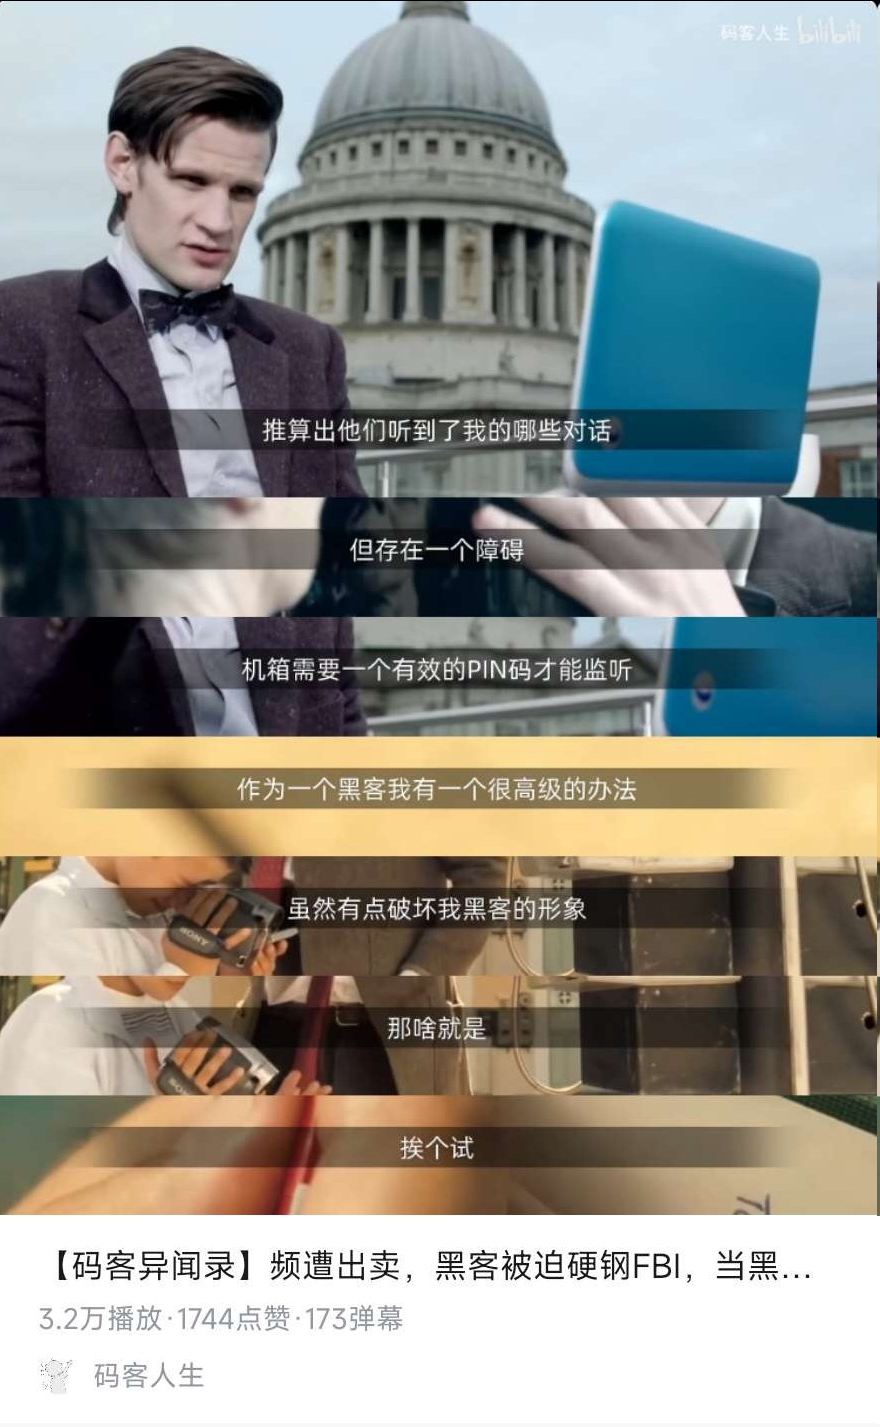 码客人生 bilibili
推算出他们听到了我的哪些对话
但存在一个障碍
机箱需要一个有效的PIN码才能监听
作为一个黑客我有一个很高级的办法
虽然有点破坏我黑客的形象
SONY
那啥就是
SONY
挨个试
【码客异闻录】频遭出卖，黑客被迫硬钢FBI，当黑...
3.2万播放·1744点赞·173弹幕
码客人生